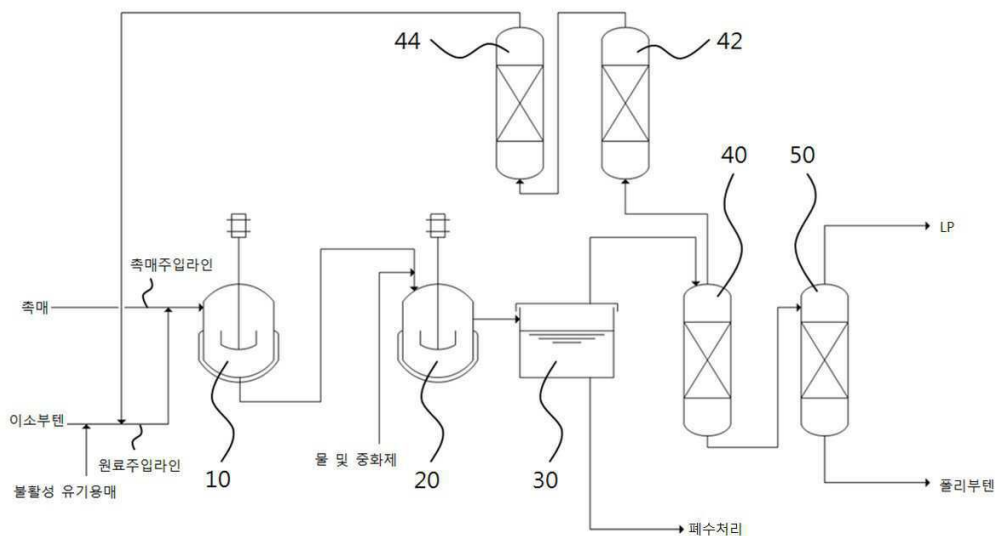 44
42
40
50
LP
촉매주입라인
촉매
이소부텐
원료주입라인
불활성 유기용매
10
물 및 중화제
20
30
폴리부텐
폐수처리